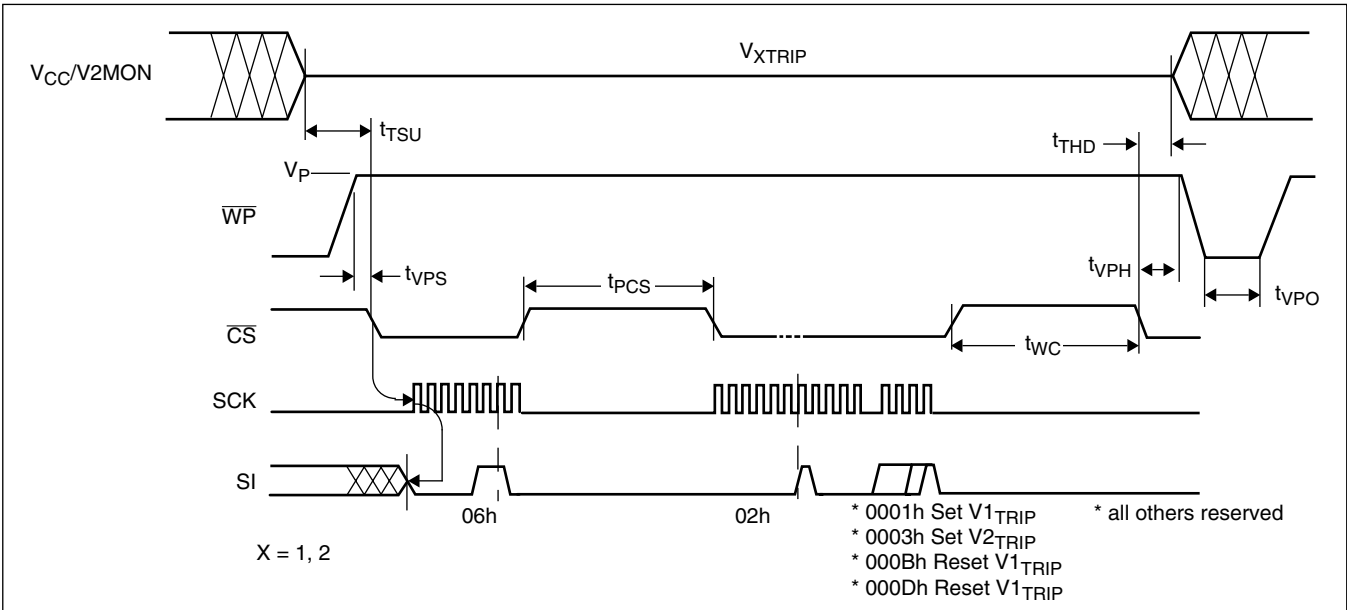 VXTRIP
VCC/V2MON
tTSU
tTHD
VP
WP
tVPS
tVPH
tPCS
tVPO
CS
tWC
SCK
SI
06h
02h
* 0001h Set V1TRIP
* all others reserved
* 0003h Set V2TRIP
X = 1, 2
* 000Bh Reset V1TRIP
* 000Dh Reset V1TRIP